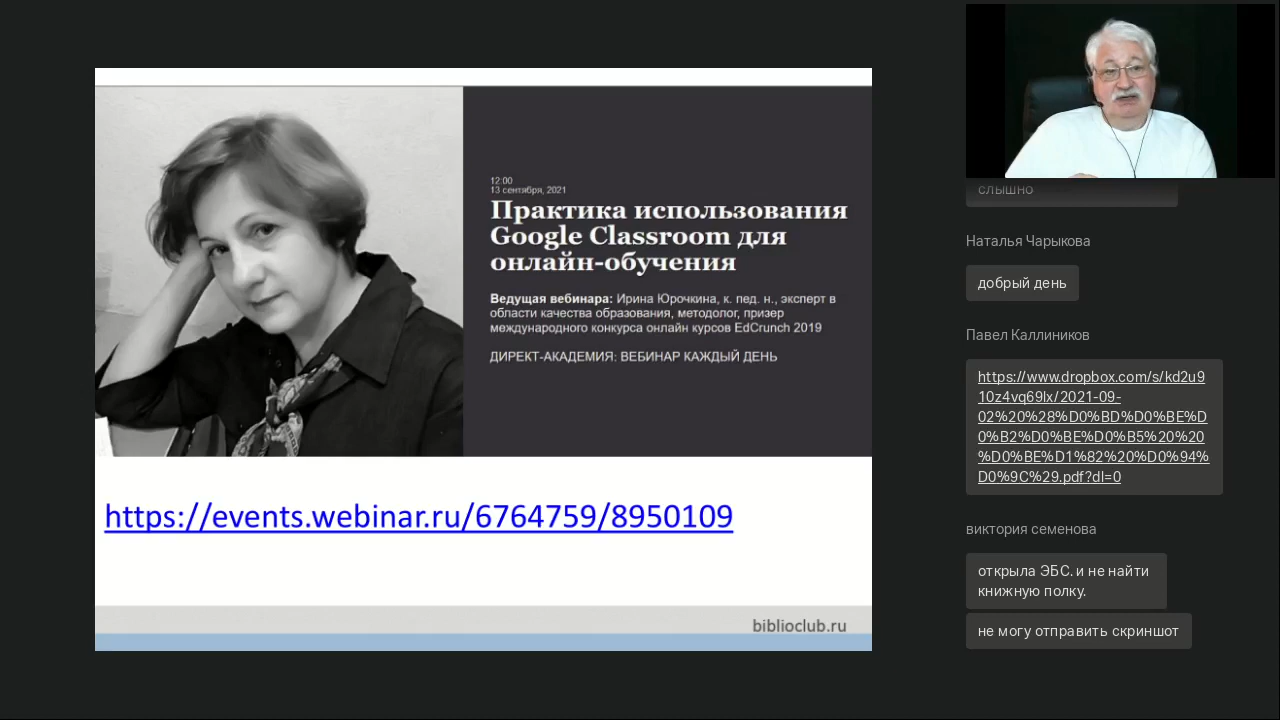 12:00
13 сентября, 2021
Практика использования
Google Classroom для
онлайн-обучения
Ведущая вебинара: Ирина Юрочкина, к. пед. н., эксперт в
области качества образования, методолог, призер
международного конкурса онлайн курсов EdCrunch 2019
ДИРЕКТ-АКАДЕМИЯ: ВЕБИНАР КАЖДЫЙ ДЕНЬ
https://events.webinar.ru/6764759/8950109
biblioclub.ru
слышно
Наталья Чарыкова
добрый день
Павел Каллиников
https://www.dropbox.com/s/kd2u9
10z4vq69lx/2021-09-
02%20%28%D0%BD%D0%BE%D
0%B2%D0%BE%D0%B5%20%20
%D0%BE%D1%82%20%D0%94%
D0%9C%29.pdf?dl=0
виктория семенова
открыла ЭБС. и не найти
книжную полку.
не могу отправить скриншот